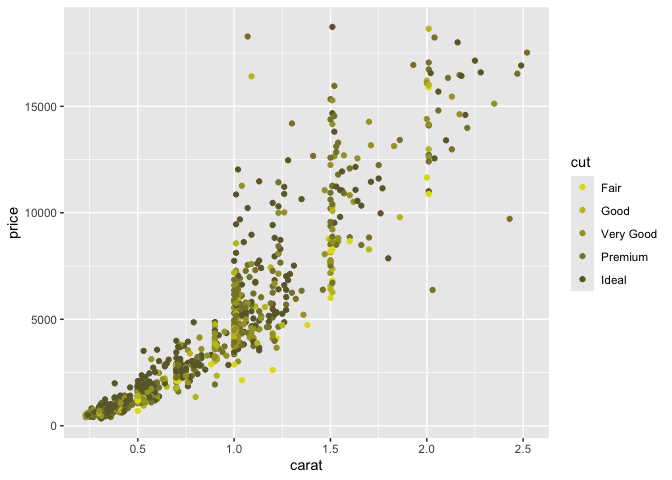 15000
10000
5000
0
price
0.5
1.0
1.5
2.0
2.5
carat
cut
Fair
Good
Very Good
Premium
Ideal